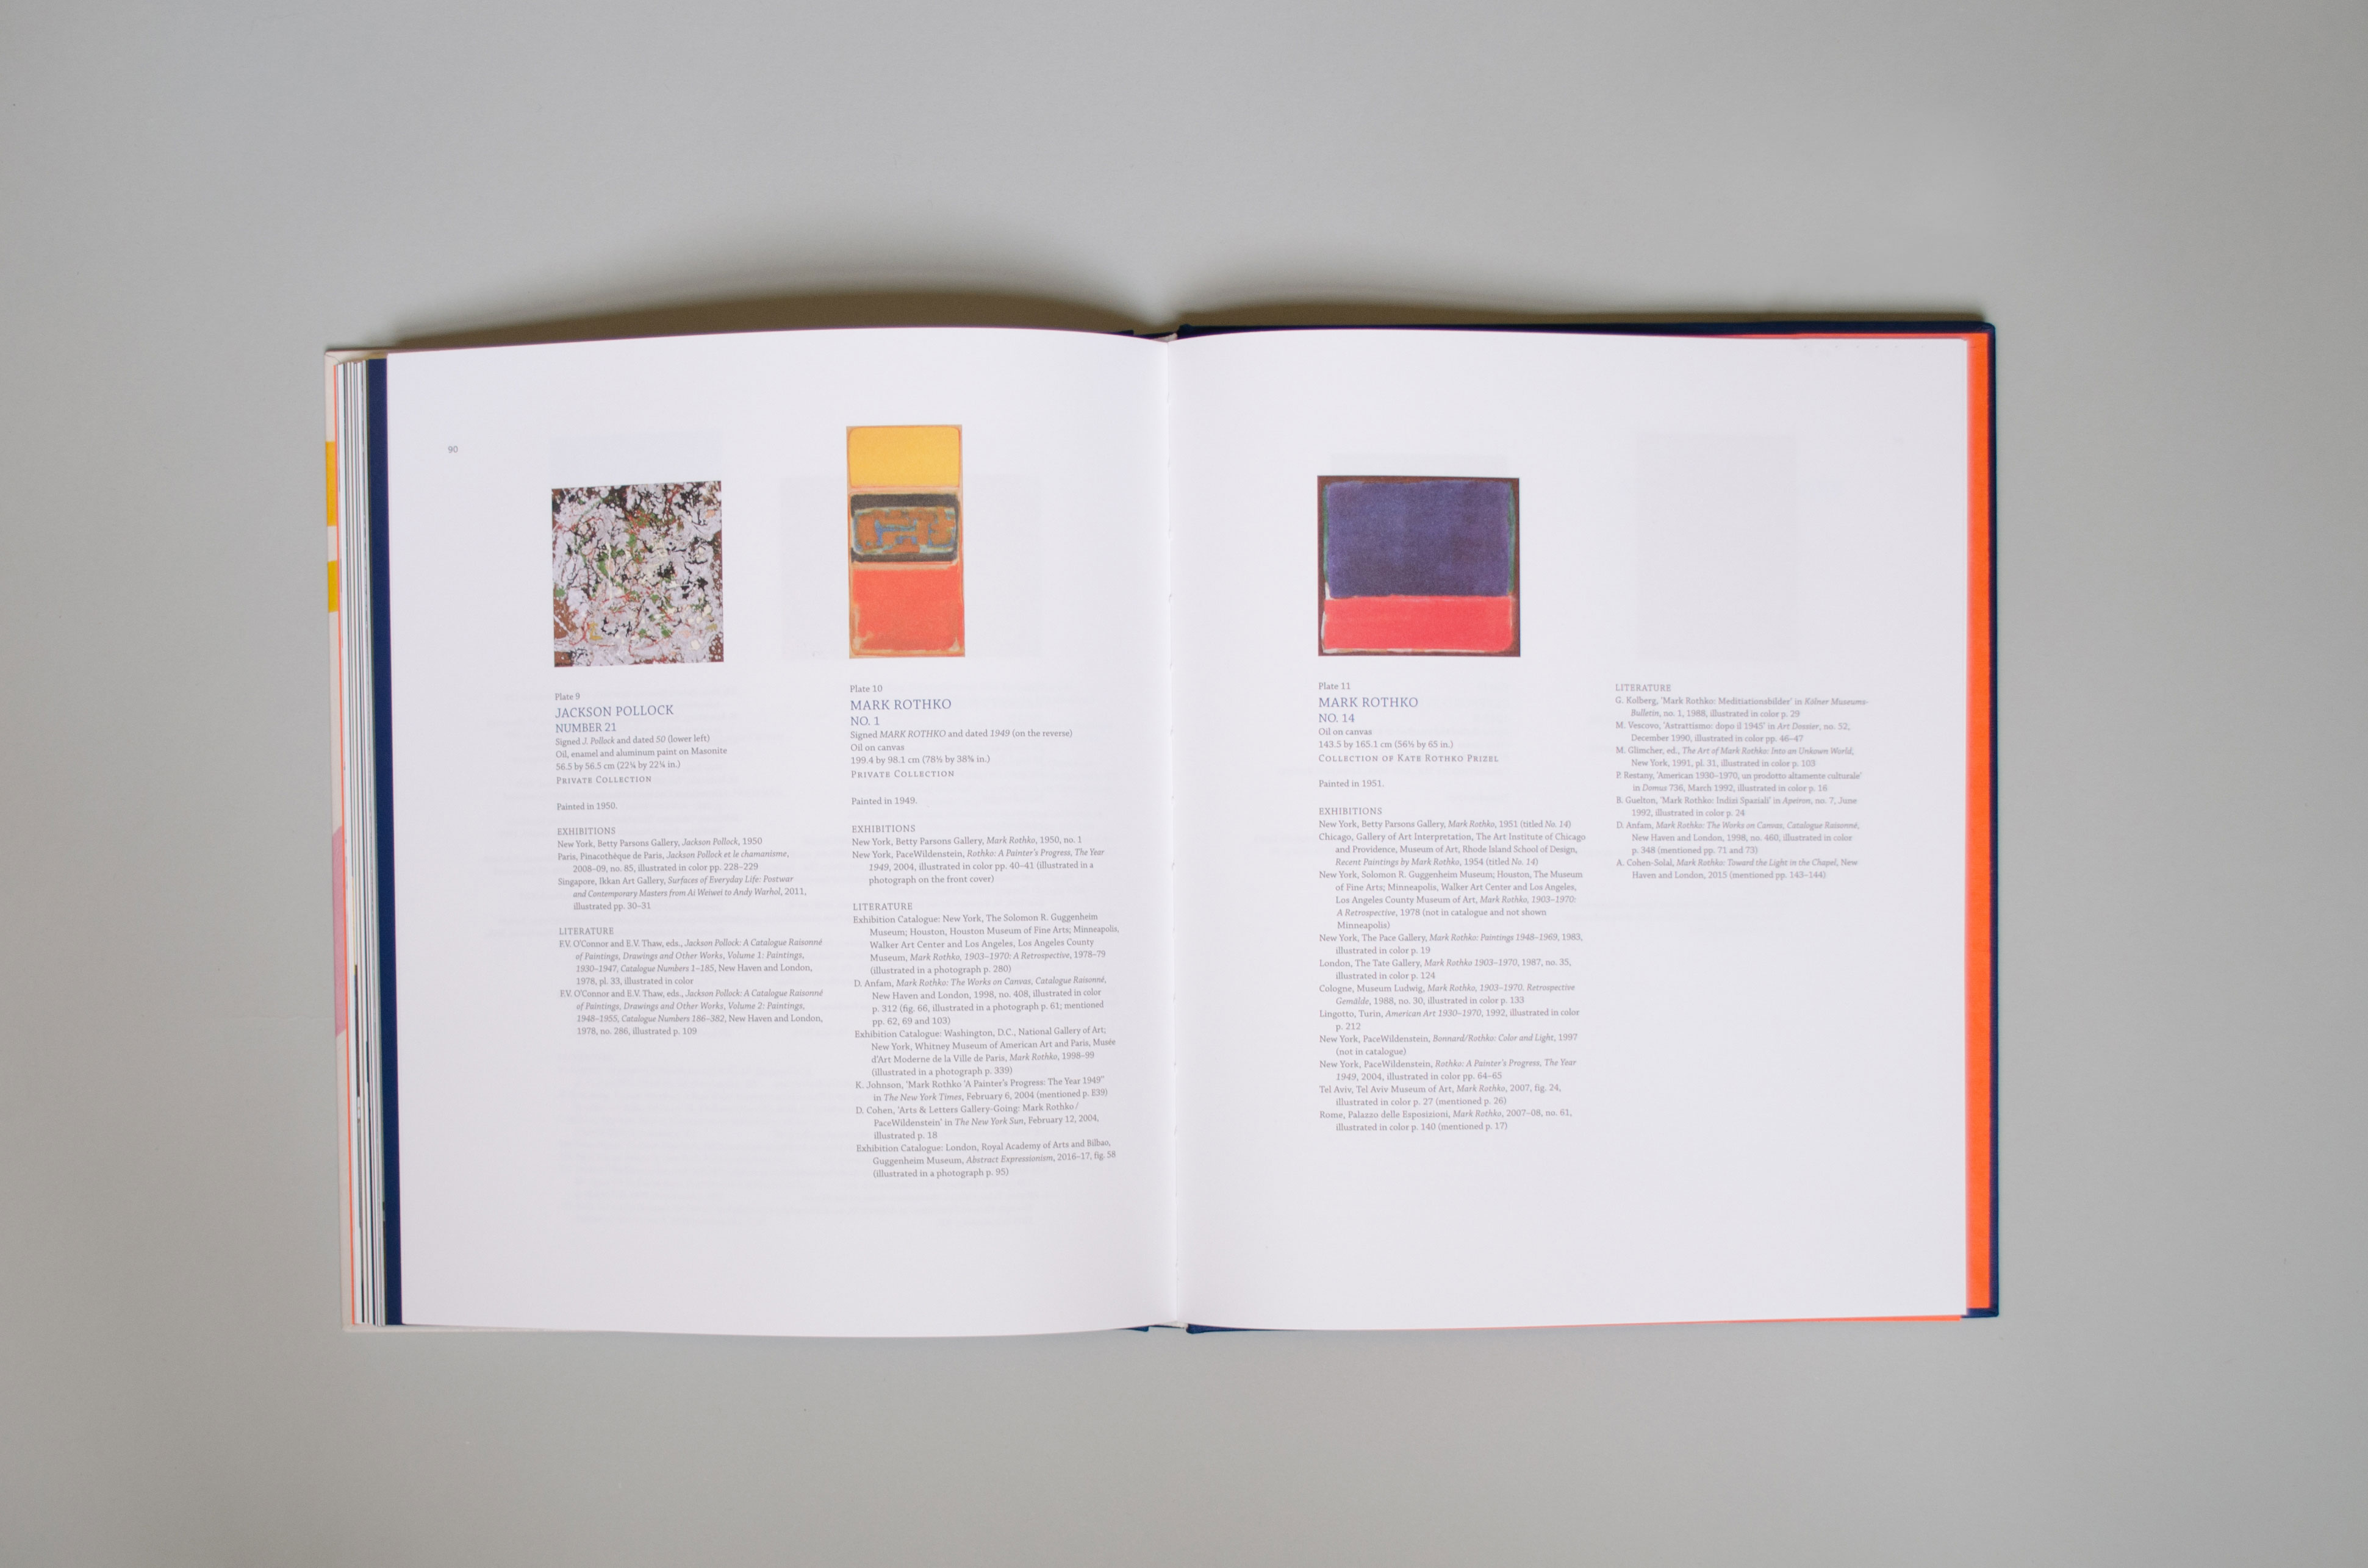 90
Plate 9
JACKSON POLLOCK
NUMBER 21
Signed J. Pollock and dated 50 (lower left)
Oil, enamel and aluminum paint on Masonite
56.5 by 56.5 cm (22¼ by 22¼ in.)
PRIVATE COLLECTION
Painted in 1950.
EXHIBITIONS
New York, Betty Parsons Gallery, Jackson Pollock, 1950
Paris, Pinacothèque de Paris, Jackson Pollock et le chamanisme,
2008–09, no. 85, illustrated in color pp. 228–229
Singapore, Ikkan Art Gallery, Surfaces of Everyday Life: Postwar
and Contemporary Masters from Ai Weiwei to Andy Warhol, 2011,
illustrated pp. 30–31
LITERATURE
F.V. O'Connor and E.V. Thaw, eds., Jackson Pollock: A Catalogue Raisonné
of Paintings, Drawings and Other Works, Volume 1: Paintings,
1930–1947, Catalogue Numbers 1–185, New Haven and London,
1978, pl. 33, illustrated in color
F.V. O'Connor and E.V. Thaw, eds., Jackson Pollock: A Catalogue Raisonné
of Paintings, Drawings and Other Works, Volume 2: Paintings,
1948–1955, Catalogue Numbers 186–382, New Haven and London,
1978, no. 286, illustrated p. 109
Plate 10
MARK ROTHKO
NO. 1
Signed MARK ROTHKO and dated 1949 (on the reverse)
Oil on canvas
199.4 by 98.1 cm (78½ by 38⅝ in.)
PRIVATE COLLECTION
Painted in 1949.
EXHIBITIONS
New York, Betty Parsons Gallery, Mark Rothko, 1950, no. 1
New York, PaceWildenstein, Rothko: A Painter's Progress, The Year
1949, 2004, illustrated in color pp. 40–41 (illustrated in a
photograph on the front cover)
LITERATURE
Exhibition Catalogue: New York, The Solomon R. Guggenheim
Museum; Houston, Houston Museum of Fine Arts; Minneapolis,
Walker Art Center and Los Angeles, Los Angeles County
Museum, Mark Rothko, 1903–1970: A Retrospective, 1978–79
(illustrated in a photograph p. 280)
D. Anfam, Mark Rothko: The Works on Canvas, Catalogue Raisonné,
New Haven and London, 1998, no. 408, illustrated in color
p. 312 (fig. 66, illustrated in a photograph p. 61; mentioned
pp. 62, 69 and 103)
Exhibition Catalogue: Washington, D.C., National Gallery of Art;
New York, Whitney Museum of American Art and Paris, Musée
d'Art Moderne de la Ville de Paris, Mark Rothko, 1998–99
(illustrated in a photograph p. 339)
K. Johnson, "Mark Rothko 'A Painter's Progress: The Year 1949"
in The New York Times, February 6, 2004 (mentioned p. E39)
D. Cohen, 'Arts & Letters Gallery-Going: Mark Rothko /
PaceWildenstein' in The New York Sun, February 12, 2004,
illustrated p. 18
Exhibition Catalogue: London, Royal Academy of Arts and Bilbao,
Guggenheim Museum, Abstract Expressionism, 2016–17, fig. 58
(illustrated in a photograph p. 95)
Plate 11
MARK ROTHKO
NO. 14
Oil on canvas
143.5 by 165.1 cm (56½ by 65 in.)
COLLECTION OF KATE ROTHKO PRIZEL
Painted in 1951.
EXHIBITIONS
New York, Betty Parsons Gallery, Mark Rothko, 1951 (titled No. 14)
Chicago, Gallery of Art Interpretation, The Art Institute of Chicago
and Providence, Museum of Art, Rhode Island School of Design,
Recent Paintings by Mark Rothko, 1954 (titled No. 14)
New York, Solomon R. Guggenheim Museum; Houston, The Museum
of Fine Arts; Minneapolis, Walker Art Center and Los Angeles,
Los Angeles County Museum of Art, Mark Rothko, 1903–1970:
A Retrospective, 1978 (not in catalogue and not shown
Minneapolis)
New York, The Pace Gallery, Mark Rothko: Paintings 1948–1969, 1983,
illustrated in color p. 19
London, The Tate Gallery, Mark Rothko 1903–1970, 1987, no. 35,
illustrated in color p. 124
Cologne, Museum Ludwig, Mark Rothko, 1903–1970. Retrospective
Gemälde, 1988, no. 30, illustrated in color p. 133
Lingotto, Turin, American Art 1930–1970, 1992, illustrated in color
p. 212
New York, PaceWildenstein, Bonnard/Rothko: Color and Light, 1997
(not in catalogue)
New York, PaceWildenstein, Rothko: A Painter's Progress, The Year
1949, 2004, illustrated in color pp. 64–65
Tel Aviv, Tel Aviv Museum of Art, Mark Rothko, 2007, fig. 24,
illustrated in color p. 27 (mentioned p. 26)
Rome, Palazzo delle Esposizioni, Mark Rothko, 2007–08, no. 61,
illustrated in color p. 140 (mentioned p. 17)
LITERATURE
G. Kolberg, 'Mark Rothko: Meditiationsbilder' in Kölner Museums-
Bulletin, no. 1, 1988, illustrated in color p. 29
M. Vescovo, 'Astrattismo: dopo il 1945' in Art Dossier, no. 52,
December 1990, illustrated in color pp. 46–47
M. Glimcher, ed., The Art of Mark Rothko: Into an Unkown World,
New York, 1991, pl. 31, illustrated in color p. 103
P. Restany, 'American 1930–1970, un prodotto altamente culturale'
in Domus 736, March 1992, illustrated in color p. 16
B. Guelton, 'Mark Rothko: Indizi Spaziali' in Apeiron, no. 7, June
1992, illustrated in color p. 24
D. Anfam, Mark Rothko: The Works on Canvas, Catalogue Raisonné,
New Haven and London, 1998, no. 460, illustrated in color
p. 348 (mentioned pp. 71 and 73)
A. Cohen-Solal, Mark Rothko: Toward the Light in the Chapel, New
Haven and London, 2015 (mentioned pp. 143–144)